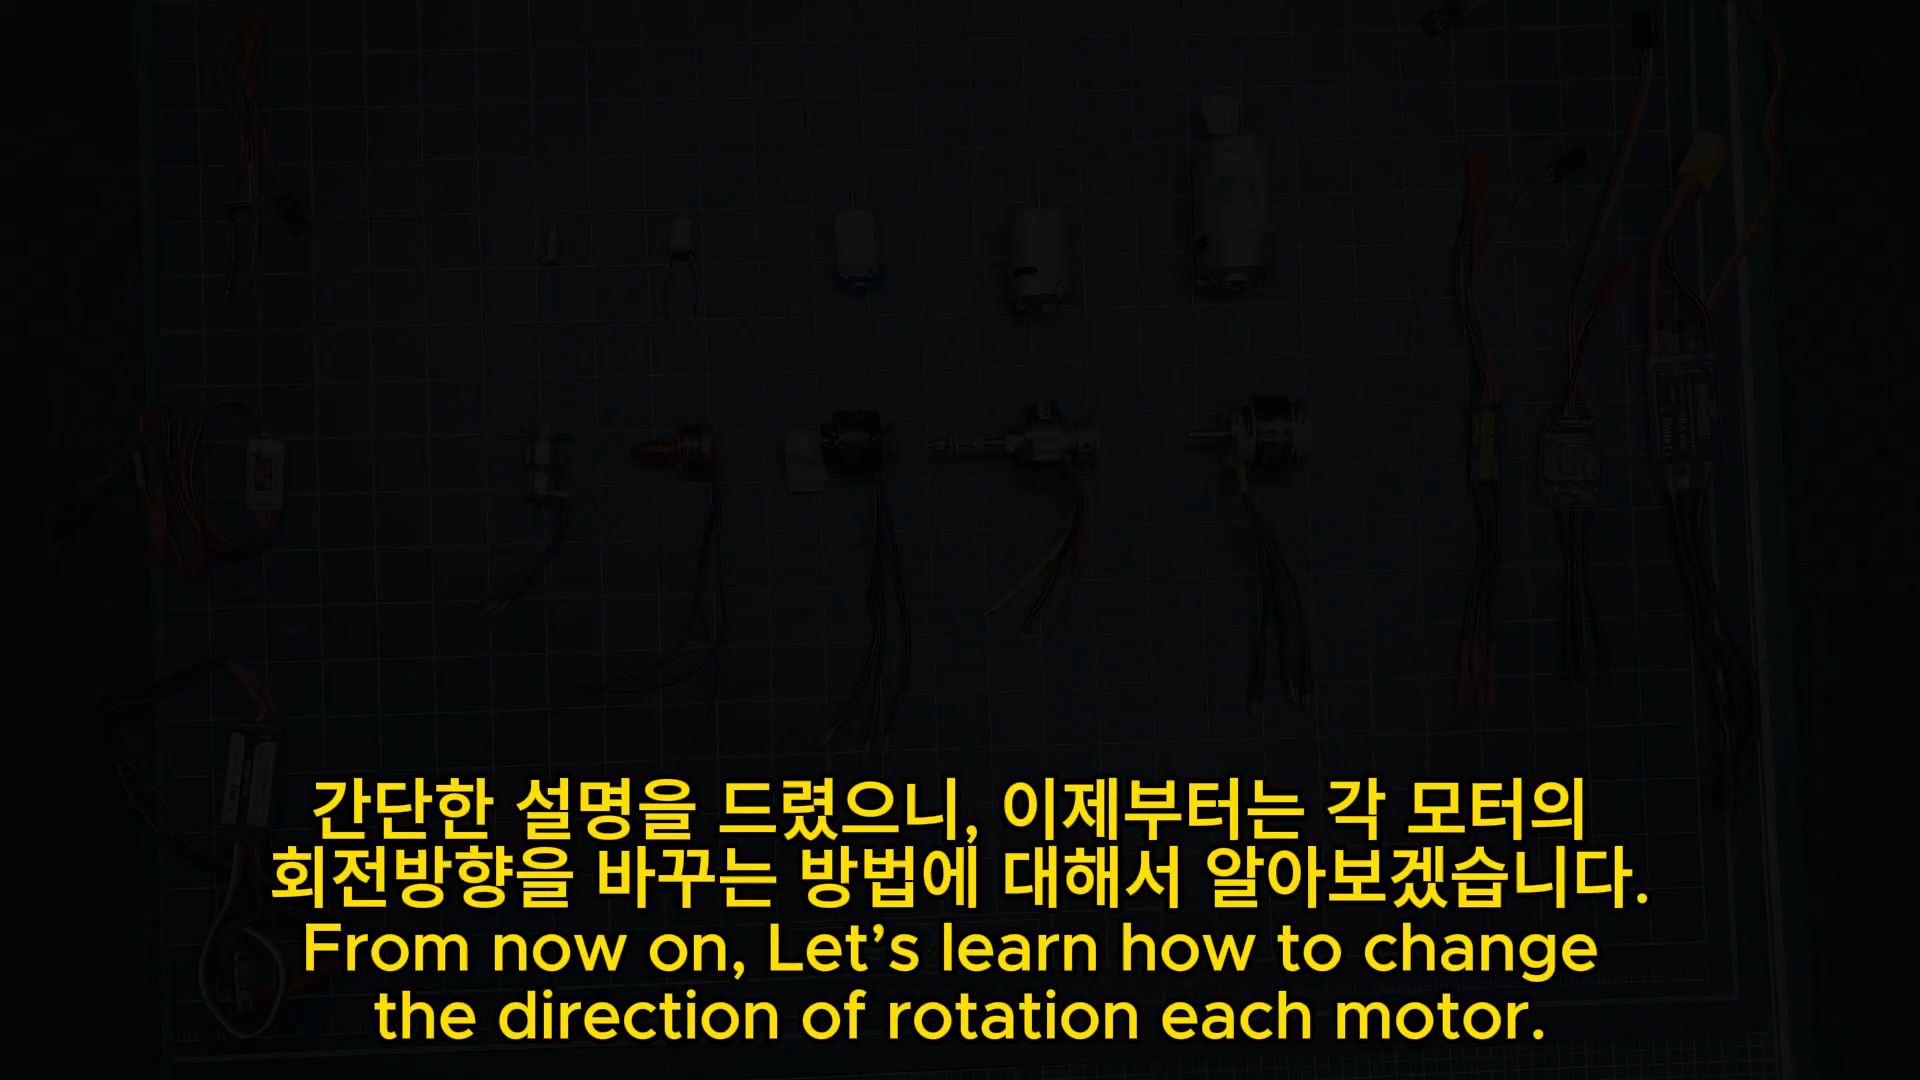 간단한 설명을 드렸으니, 이제부터는 각 모터의
회전방향을 바꾸는 방법에 대해서 알아보겠습니다.
From now on, Let's learn how to change
the direction of rotation each motor.